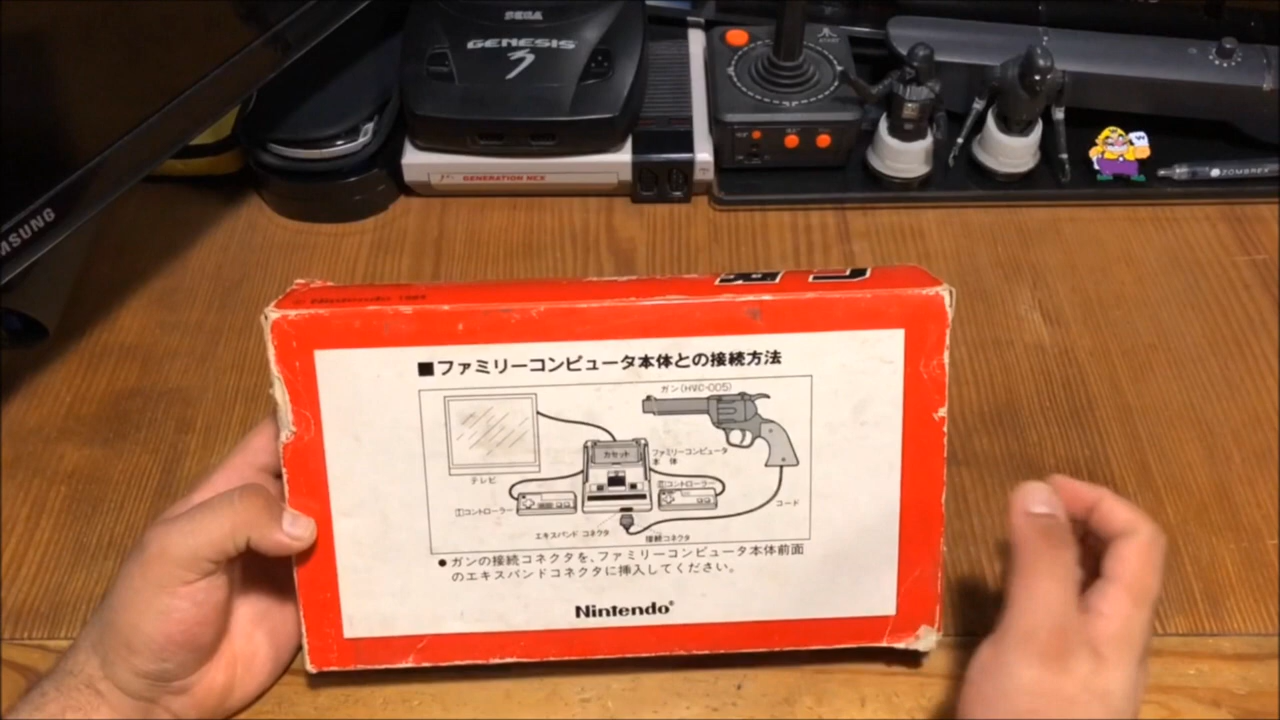 SEGA
GENESIS
3
GENERATION NEX
ATARI
ZOMBREX
■ファミリーコンピュータ本体との接続方法
ガン(HVC-005)
カセット
ファミリーコンピュータ
本 体
テレビ
Ⅱコントローラー
Ⅰコントローラー
コード
エキスパンド コネクタ
接続コネクタ
●ガンの接続コネクタを、ファミリーコンピュータ本体前面
のエキスパンドコネクタに挿入してください。
Nintendo®